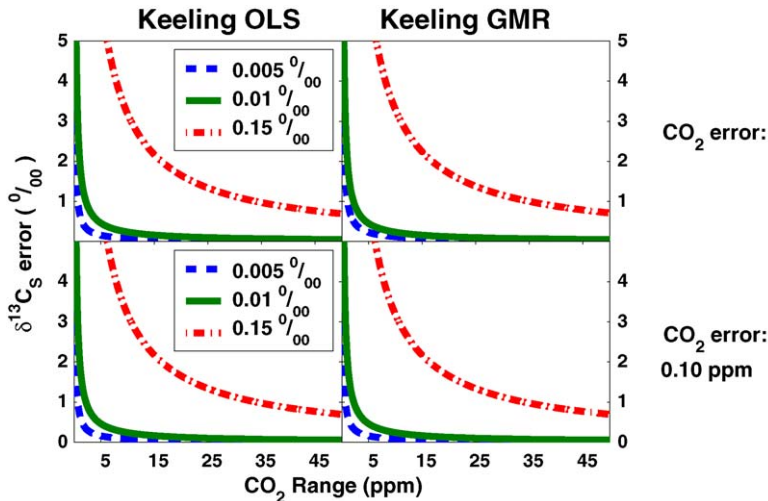 Keeling OLS Keeling GMR
5 5
4 4
3 3
2 2
1 1
0.005 ⁰/₀₀
0.01 ⁰/₀₀
0.15 ⁰/₀₀
CO₂ error:
δ¹³C_S error (⁰/₀₀)
4 4
3 3
2 2
1 1
0 0
0.005 ⁰/₀₀
0.01 ⁰/₀₀
0.15 ⁰/₀₀
CO₂ error:
0.10 ppm
5 15 25 35 45 5 15 25 35 45
CO₂ Range (ppm)